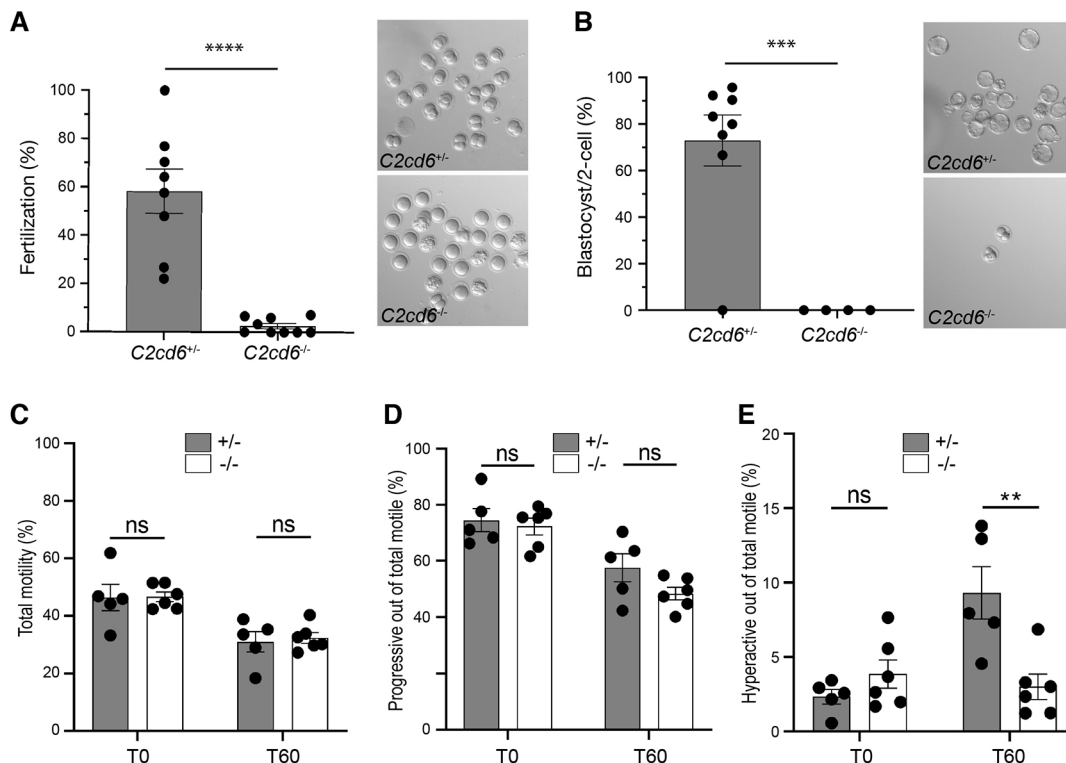 A
****
Fertilization (%)
100
80
60
40
20
0
C2cd6+/-
C2cd6-/-
C2cd6+/-
C2cd6-/-
B
***
Blastocyst/2-cell (%)
100
80
60
40
20
0
C2cd6+/-
C2cd6-/-
C2cd6+/-
C2cd6-/-
C
+/-
-/-
Total motility (%)
100
80
60
40
20
0
ns
ns
T0
T60
D
+/-
-/-
Progressive out of total motile (%)
100
80
60
40
0
ns
ns
T0
T60
E
+/-
-/-
Hyperactive out of total motile (%)
20
15
10
5
0
ns
**
T0
T60